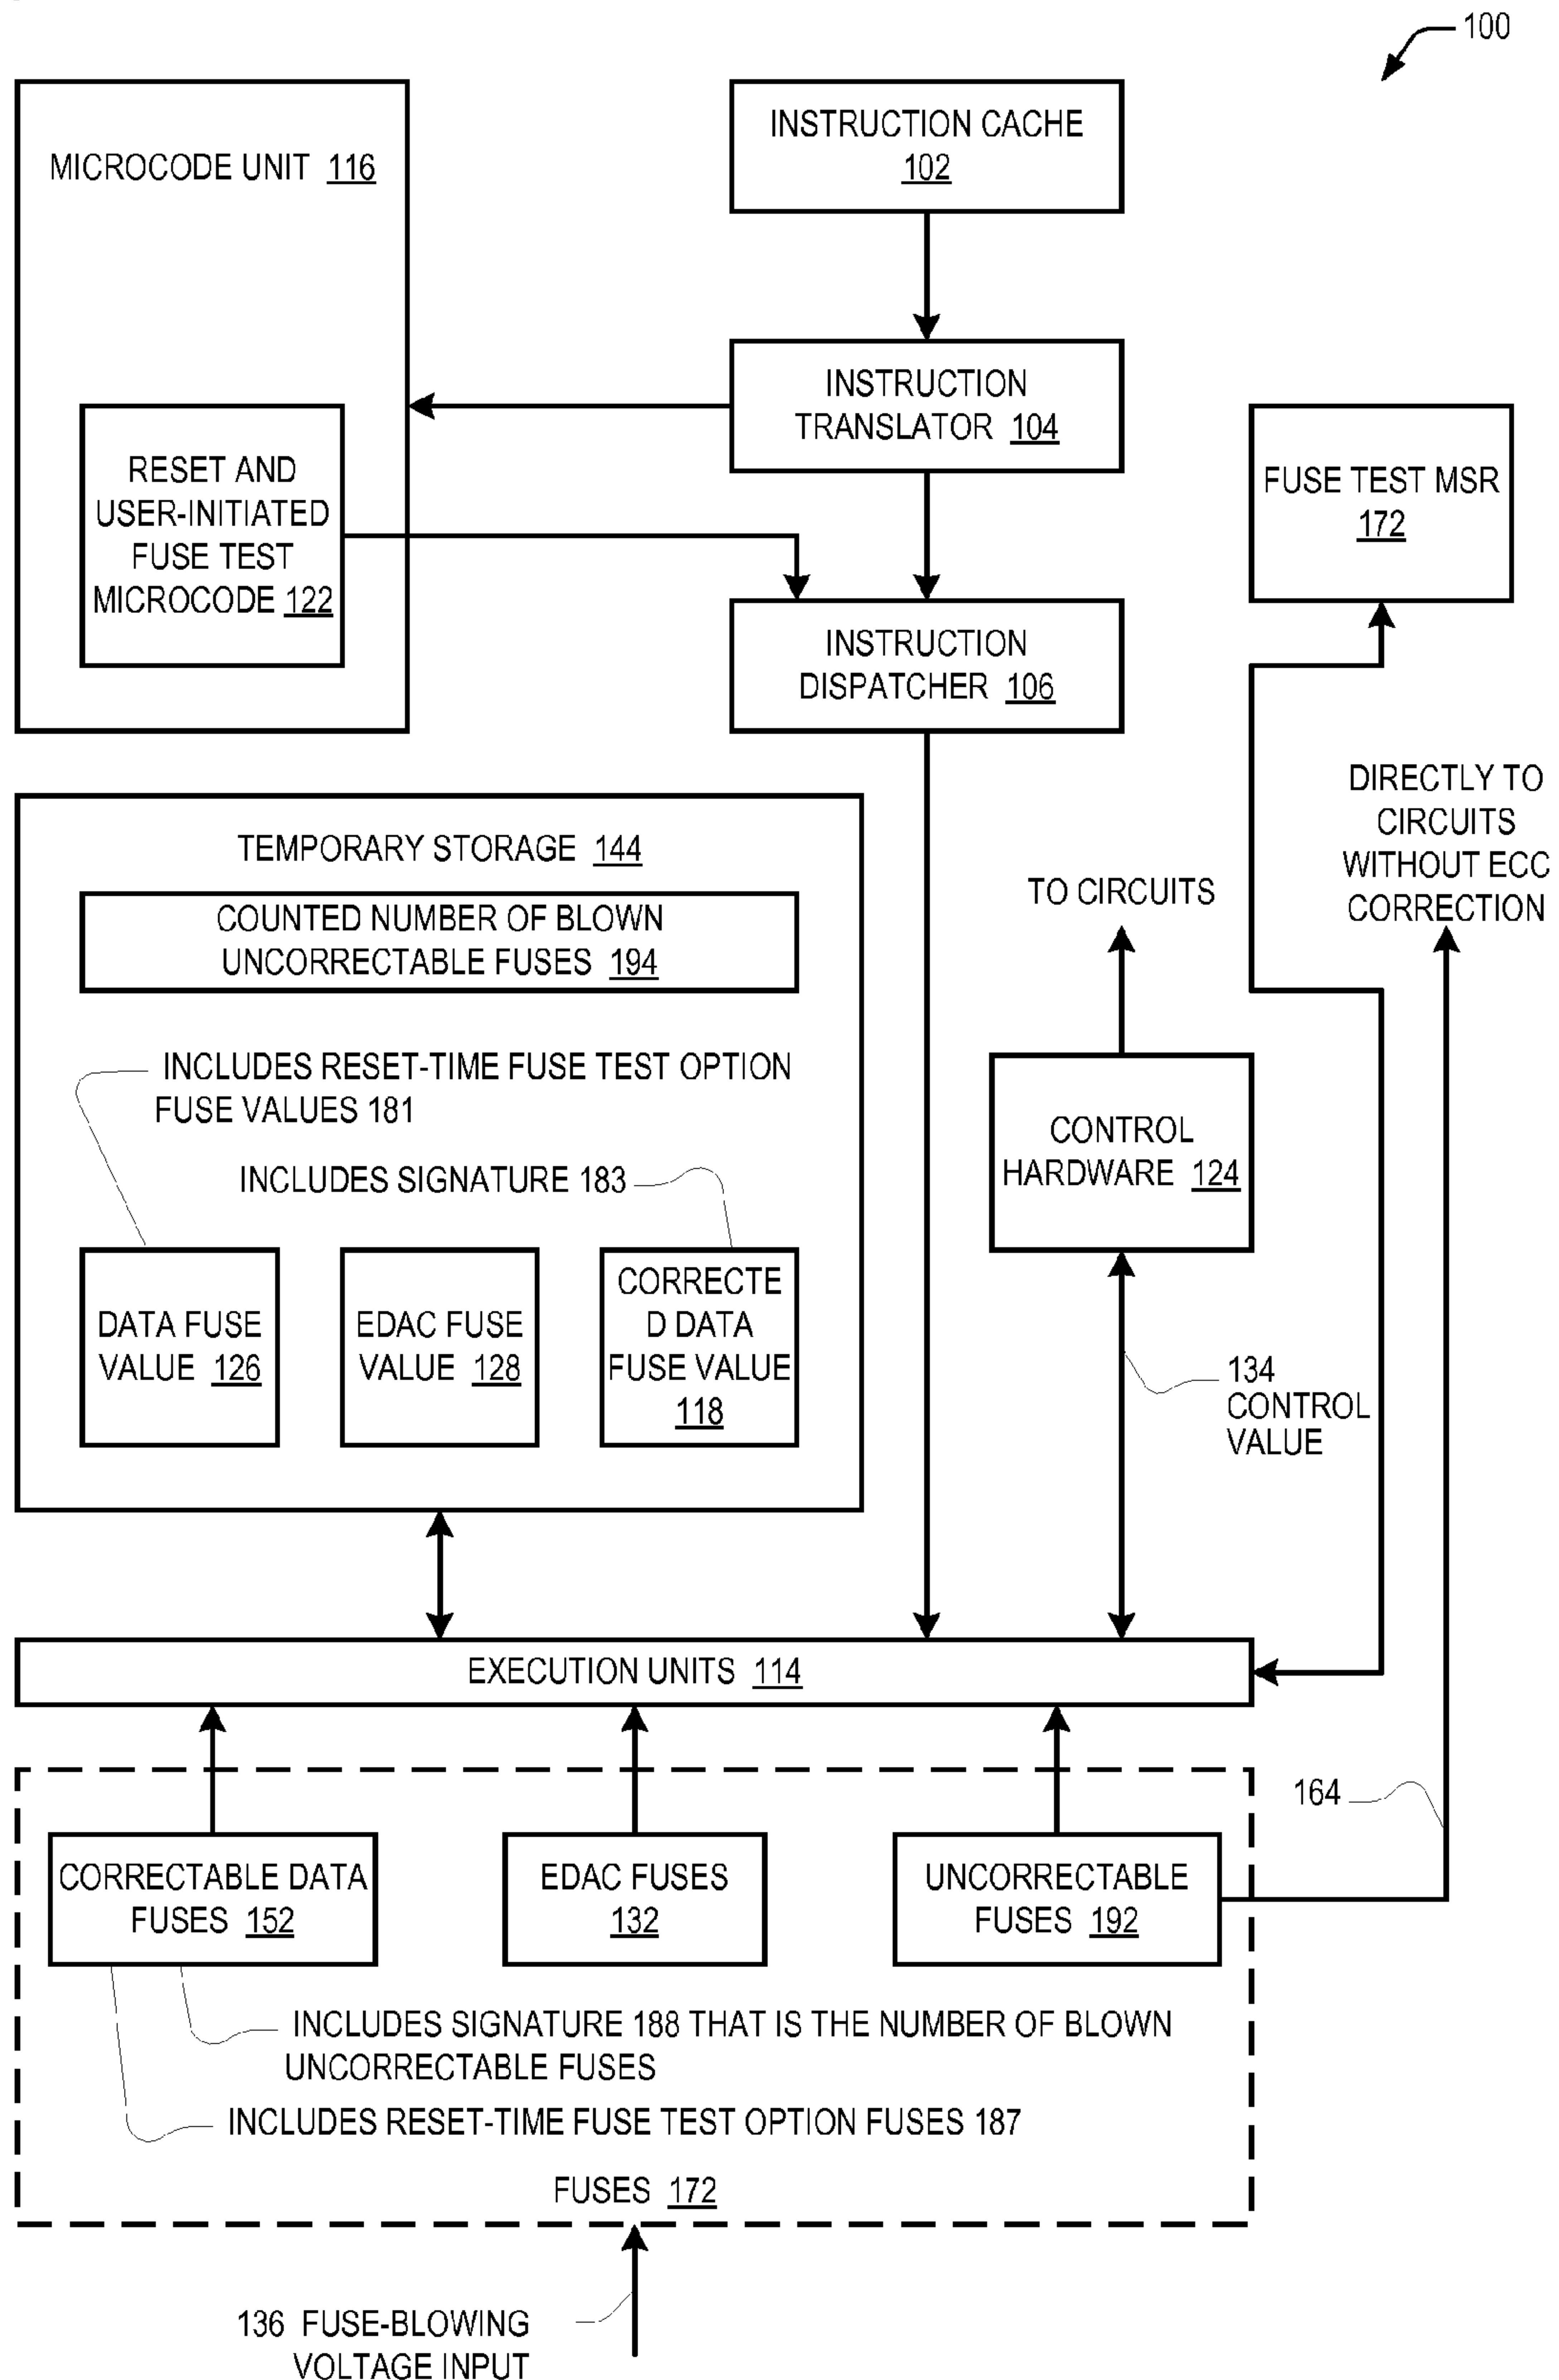 100
INSTRUCTION CACHE
102
MICROCODE UNIT 116
INSTRUCTION
TRANSLATOR 104
RESET AND
USER-INITIATED
FUSE TEST
MICROCODE 122
FUSE TEST MSR
172
INSTRUCTION
DISPATCHER 106
DIRECTLY TO
CIRCUITS
WITHOUT ECC
CORRECTION
TEMPORARY STORAGE 144
COUNTED NUMBER OF BLOWN
UNCORRECTABLE FUSES 194
TO CIRCUITS
INCLUDES RESET-TIME FUSE TEST OPTION
FUSE VALUES 181
INCLUDES SIGNATURE 183
CONTROL
HARDWARE 124
DATA FUSE
VALUE 126
EDAC FUSE
VALUE 128
CORRECTE
D DATA
FUSE VALUE
118
134
CONTROL
VALUE
EXECUTION UNITS 114
164
CORRECTABLE DATA
FUSES 152
EDAC FUSES
132
UNCORRECTABLE
FUSES 192
INCLUDES SIGNATURE 188 THAT IS THE NUMBER OF BLOWN
UNCORRECTABLE FUSES
INCLUDES RESET-TIME FUSE TEST OPTION FUSES 187
FUSES 172
136 FUSE-BLOWING
VOLTAGE INPUT